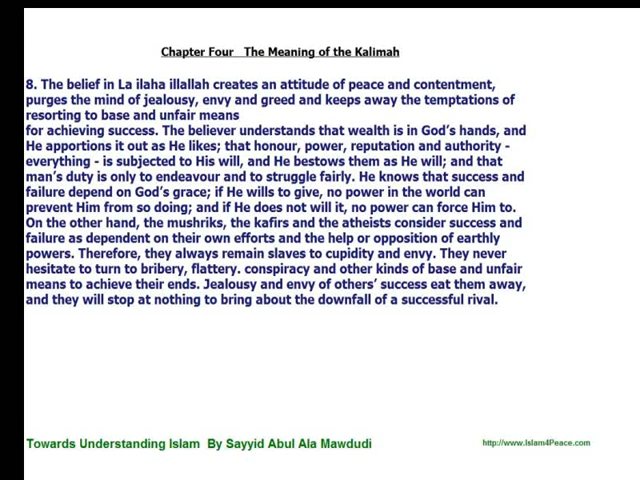 Chapter Four   The Meaning of the Kalimah
8. The belief in La ilaha illallah creates an attitude of peace and contentment,
purges the mind of jealousy, envy and greed and keeps away the temptations of
resorting to base and unfair means
for achieving success. The believer understands that wealth is in God's hands, and
He apportions it out as He likes; that honour, power, reputation and authority -
everything - is subjected to His will, and He bestows them as He will; and that
man's duty is only to endeavour and to struggle fairly. He knows that success and
failure depend on God's grace; if He wills to give, no power in the world can
prevent Him from so doing; and if He does not will it, no power can force Him to.
On the other hand, the mushriks, the kafirs and the atheists consider success and
failure as dependent on their own efforts and the help or opposition of earthly
powers. Therefore, they always remain slaves to cupidity and envy. They never
hesitate to turn to bribery, flattery. conspiracy and other kinds of base and unfair
means to achieve their ends. Jealousy and envy of others' success eat them away,
and they will stop at nothing to bring about the downfall of a successful rival.
Towards Understanding Islam  By Sayyid Abul Ala Mawdudi
http://www.Islam4Peace.com